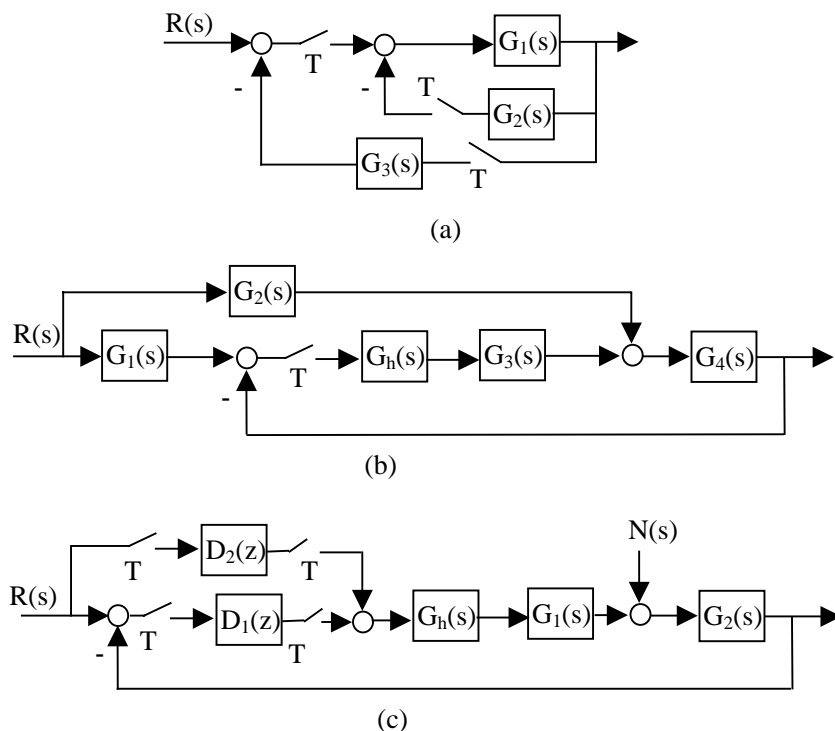 R(s)
T
G₁(s)
-
-
T
G₂(s)
G₃(s)
T
(a)
G₂(s)
R(s)
G₁(s)
T
Gₕ(s)
G₃(s)
G₄(s)
-
(b)
N(s)
T
D₂(z)
T
R(s)
T
D₁(z)
T
Gₕ(s)
G₁(s)
G₂(s)
-
(c)